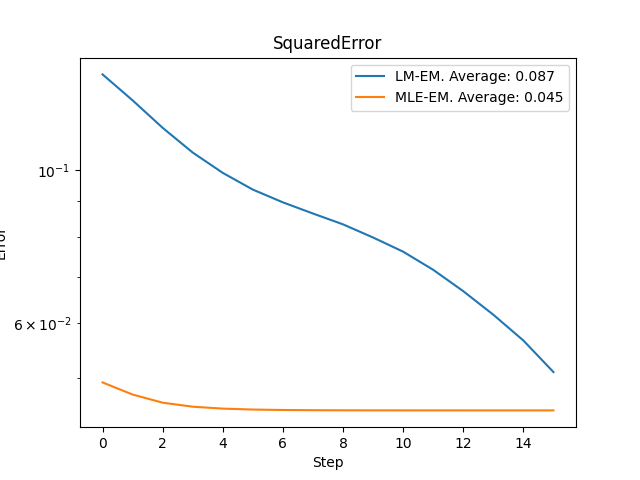 SquaredError
LM-EM. Average: 0.087
MLE-EM. Average: 0.045
10⁻¹
6 × 10⁻²
Error
0 2 4 6 8 10 12 14
Step